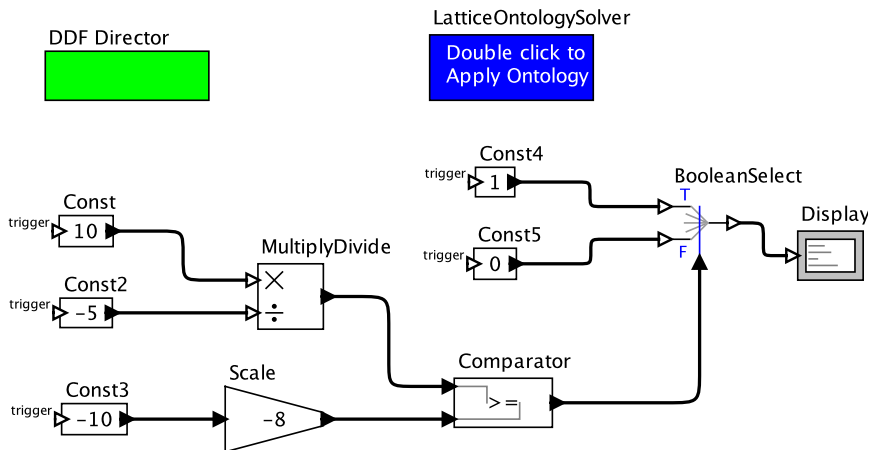 LatticeOntologySolver
DDF Director
Double click to
Apply Ontology
Const4
trigger
1
BooleanSelect
T
Const
trigger
10
Const5
trigger
0
F
Display
MultiplyDivide
×
÷
Const2
trigger
-5
Comparator
>=
Scale
-8
Const3
trigger
-10